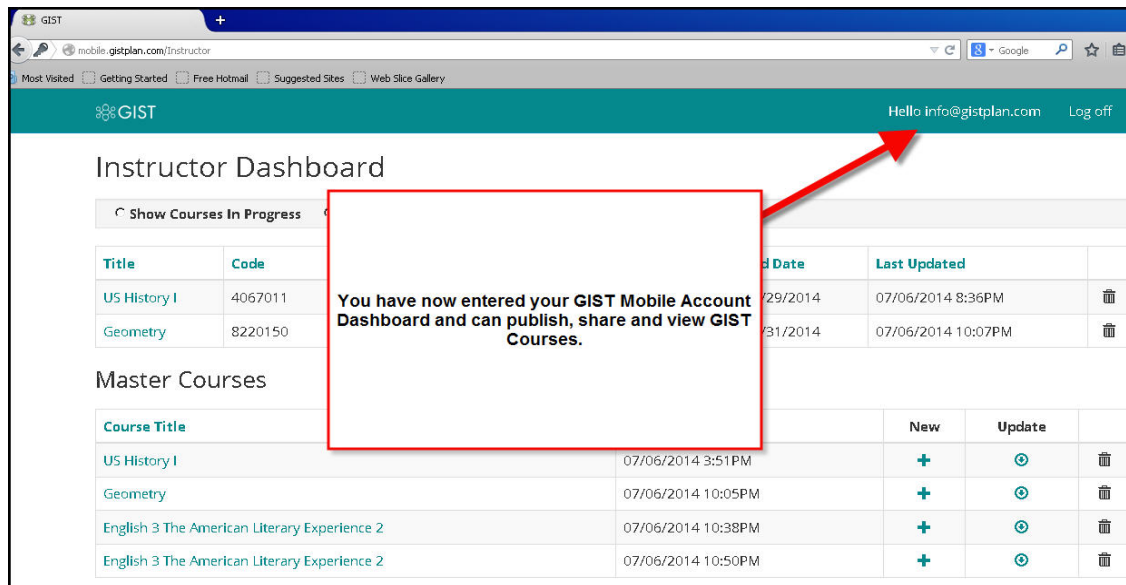 GIST
mobile.gistplan.com/Instructor
Google
Most Visited Getting Started Free Hotmail Suggested Sites Web Slice Gallery
GIST Hello info@gistplan.com Log off
Instructor Dashboard
Show Courses In Progress
Title Code d Date Last Updated
US History I 4067011 /29/2014 07/06/2014 8:36PM
Geometry 8220150 /31/2014 07/06/2014 10:07PM
You have now entered your GIST Mobile Account
Dashboard and can publish, share and view GIST
Courses.
Master Courses
Course Title New Update
US History I 07/06/2014 3:51PM
Geometry 07/06/2014 10:05PM
English 3 The American Literary Experience 2 07/06/2014 10:38PM
English 3 The American Literary Experience 2 07/06/2014 10:50PM